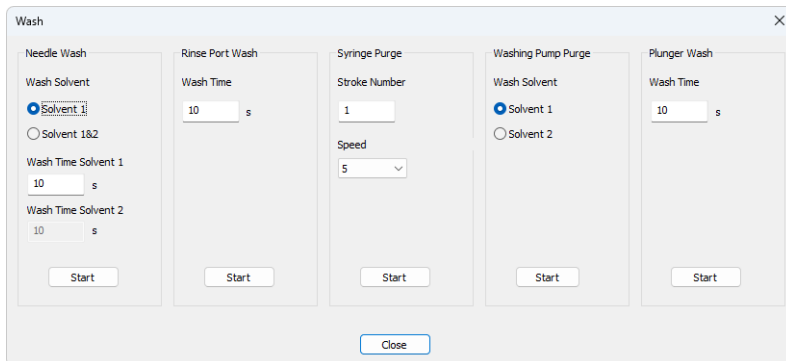 Wash
Needle Wash
Wash Solvent
Solvent 1
Solvent 1&2
Wash Time Solvent 1
10 s
Wash Time Solvent 2
10 s
Start
Rinse Port Wash
Wash Time
10 s
Start
Syringe Purge
Stroke Number
1
Speed
5
Start
Washing Pump Purge
Wash Solvent
Solvent 1
Solvent 2
Start
Plunger Wash
Wash Time
10 s
Start
Close